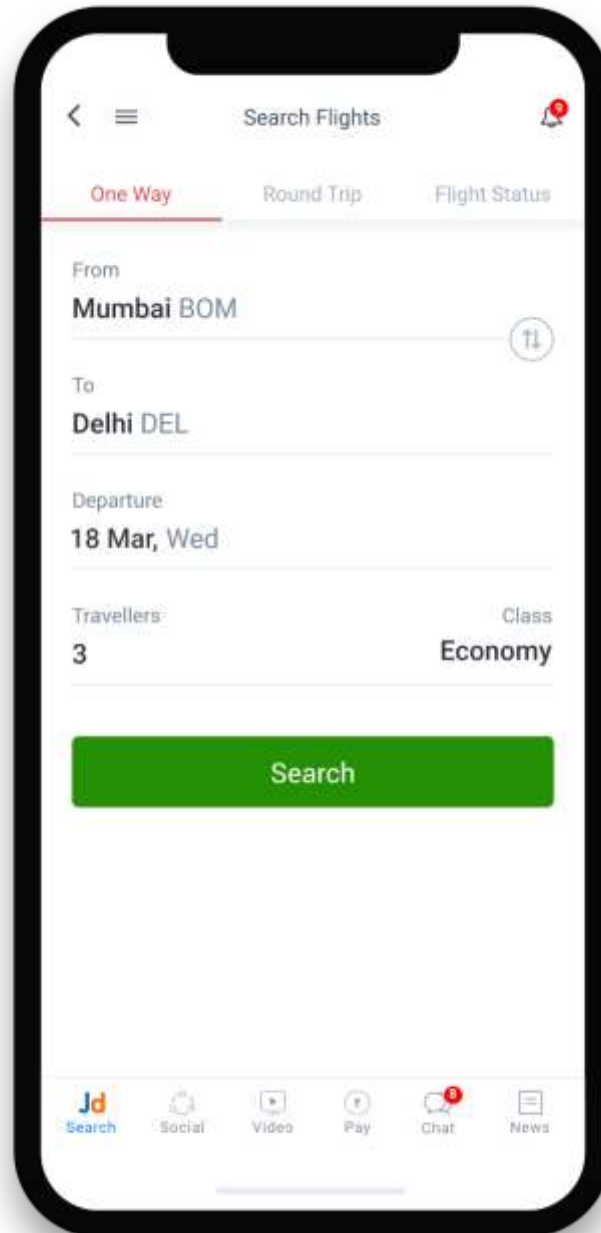 Search Flights
9
One Way Round Trip Flight Status
From
Mumbai BOM
To
Delhi DEL
Departure
18 Mar, Wed
Travellers Class
3 Economy
Search
Jd 8
Search Social Video Pay Chat News